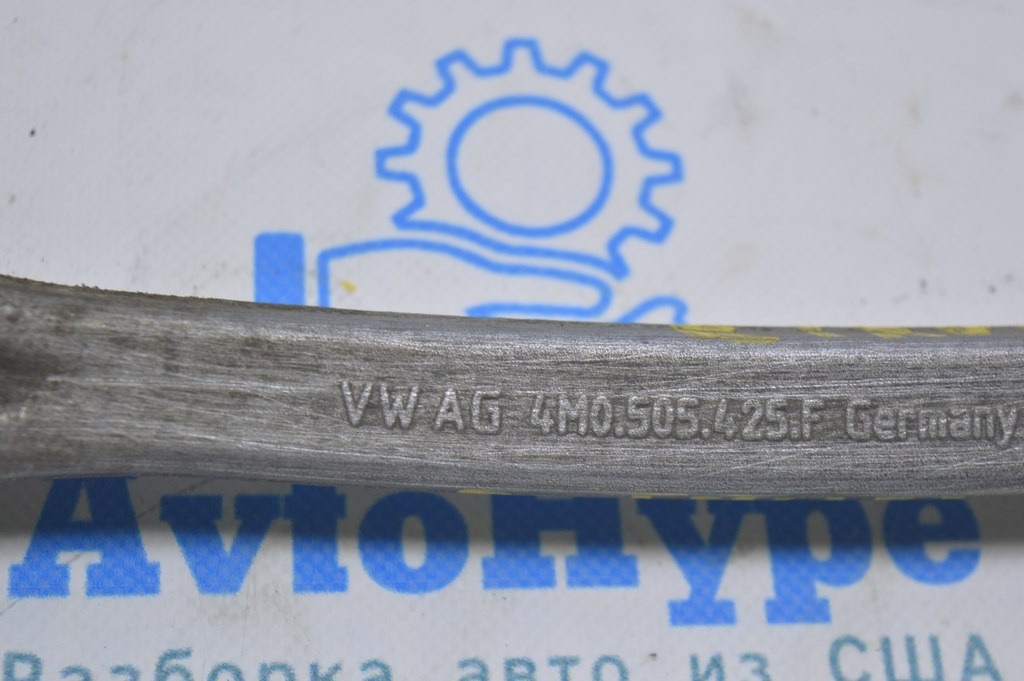 VW AG 4M0.505.425.F Germany
AvtoHype
Разборка авто из США